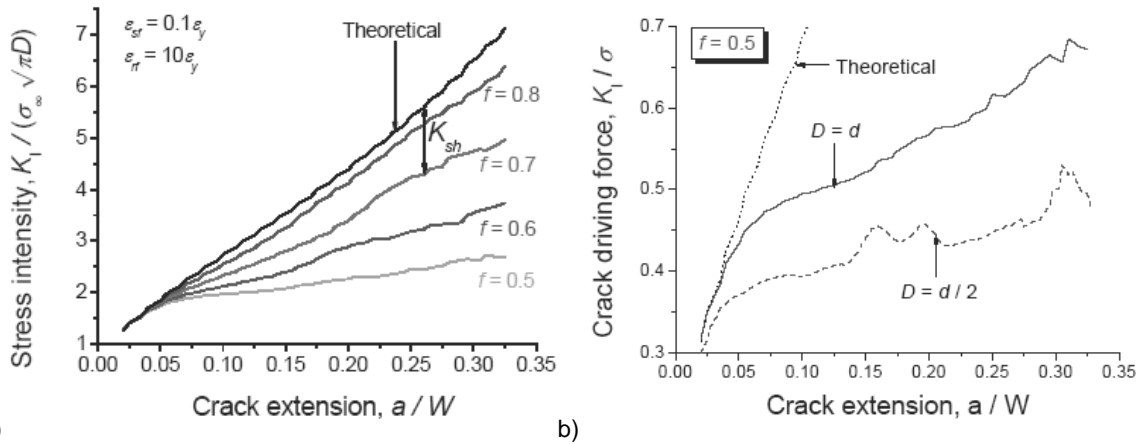 ε_sf = 0.1ε_y
ε_rf = 10ε_y
Theoretical
f = 0.8
K_sh
f = 0.7
f = 0.6
f = 0.5
7
6
5
4
3
2
1
0.00 0.05 0.10 0.15 0.20 0.25 0.30 0.35
Stress intensity, K_I / (σ_∞ √πD)
Crack extension, a / W
b)
f = 0.5
Theoretical
D = d
D = d / 2
0.7
0.6
0.5
0.4
0.3
0.00 0.05 0.10 0.15 0.20 0.25 0.30 0.35
Crack driving force, K_I / σ
Crack extension, a / W